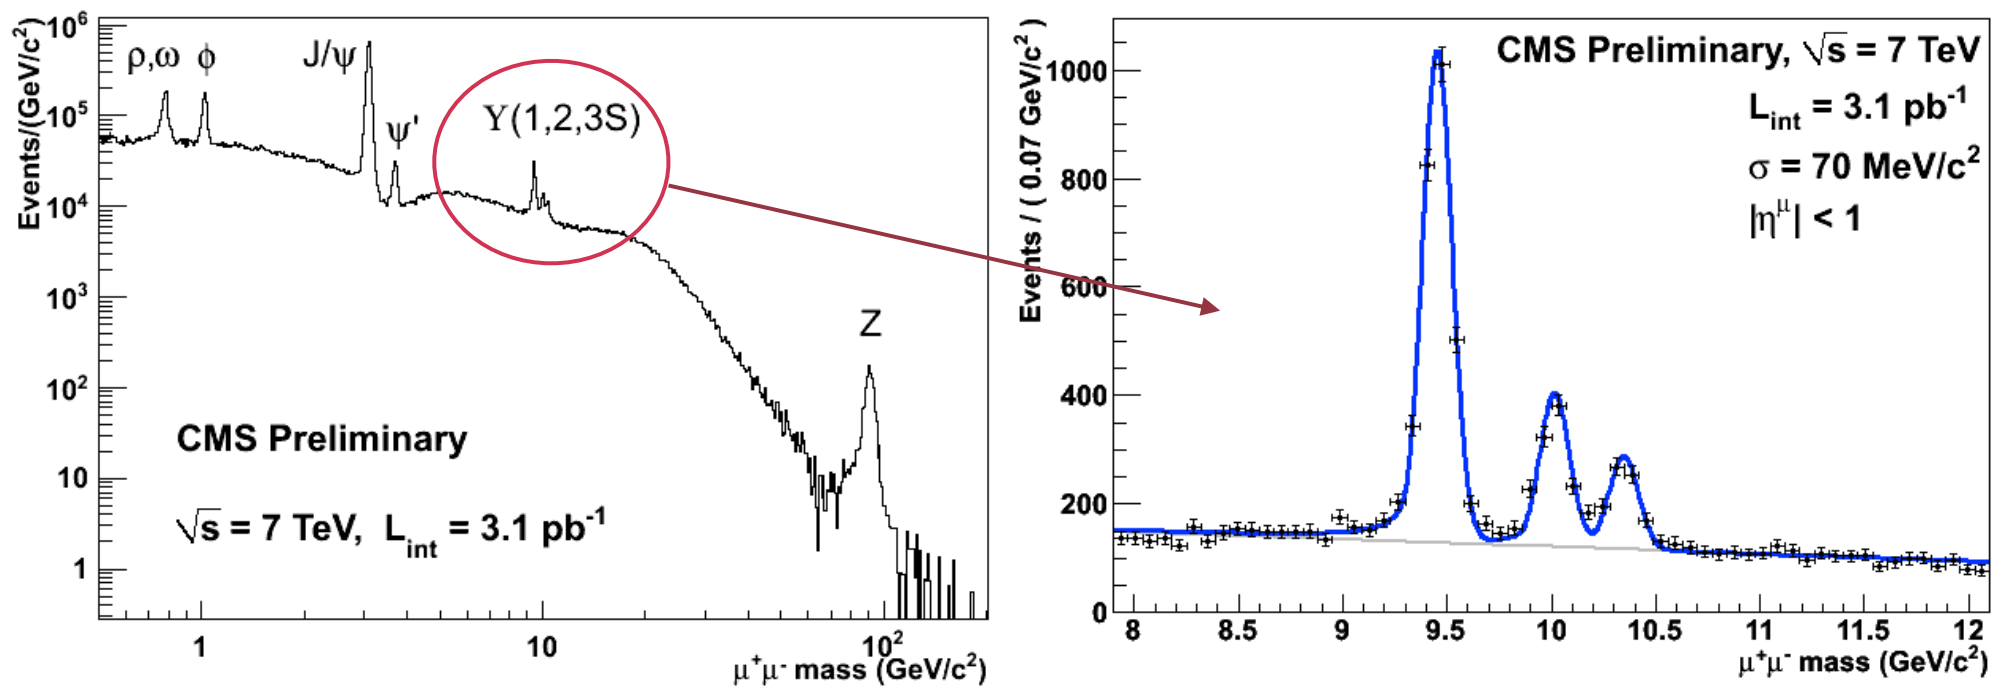 Events/(GeV/c²)
10⁶
10⁵
10⁴
10³
10²
10
1
ρ,ω
ϕ
J/ψ
ψ'
Υ(1,2,3S)
Z
CMS Preliminary
√s = 7 TeV, L_int = 3.1 pb⁻¹
1 10 10²
μ⁺μ⁻ mass (GeV/c²)
Events / ( 0.07 GeV/c² )
1000
800
600
400
200
0
CMS Preliminary, √s = 7 TeV
L_int = 3.1 pb⁻¹
σ = 70 MeV/c²
|η^μ| < 1
8 8.5 9 9.5 10 10.5 11 11.5 12
μ⁺μ⁻ mass (GeV/c²)